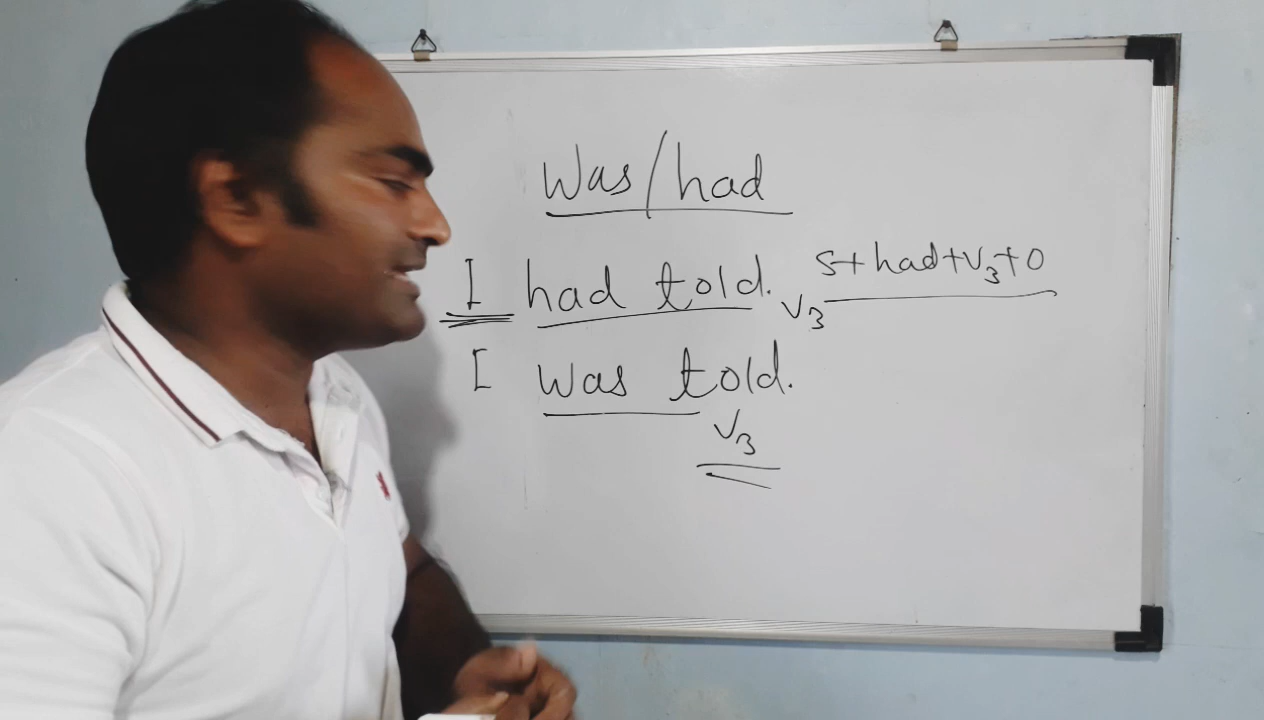 Was/had
I had told. V3 S+had+V3+O
I was told.
V3